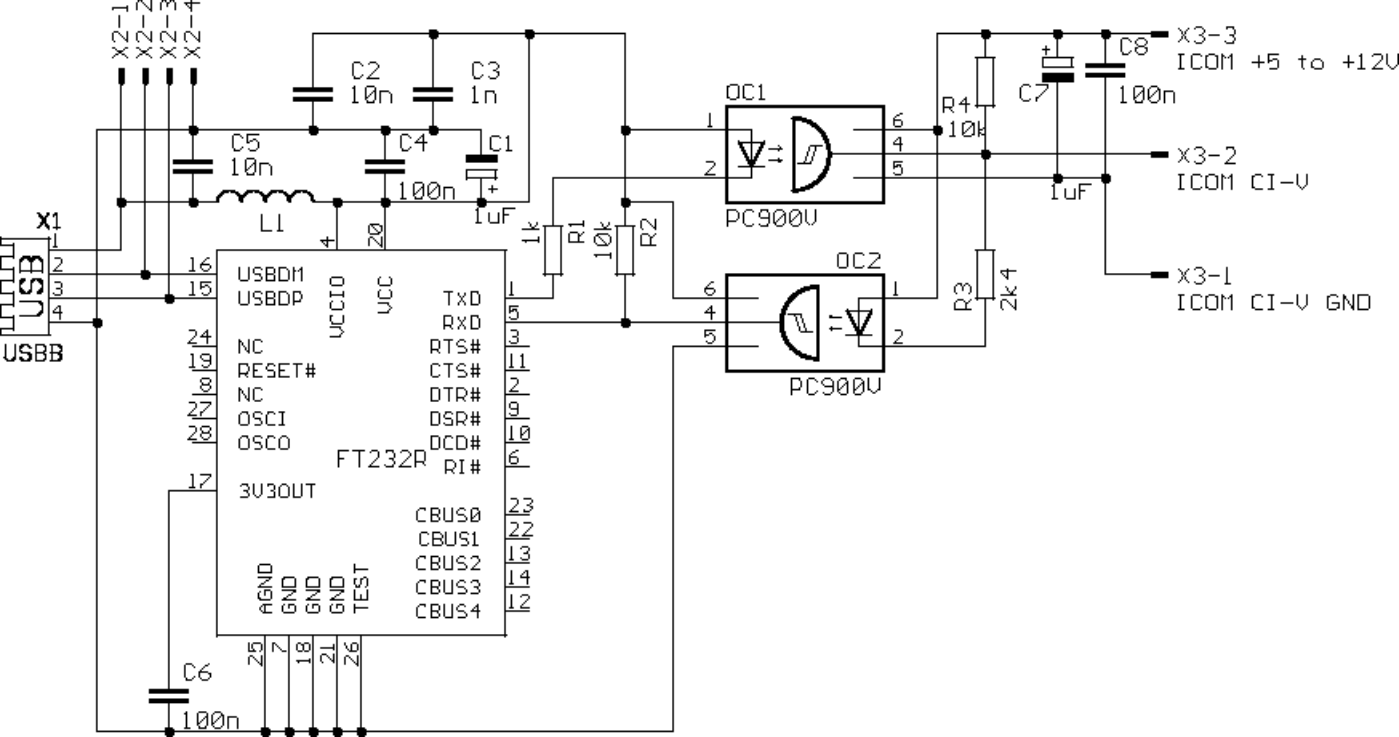 X2-1
X2-2
X2-3
X2-4
C2
10n
C3
1n
C5
10n
C4
100n
C1
+
1uF
L1
X1
USB
1
2
3
4
USBB
16
15
24
19
8
27
28
17
4
20
USBDM
USBDP
NC
RESET#
NC
OSCI
OSCO
3V3OUT
VCCIO
VCC
FT232R
TXD
RXD
RTS#
CTS#
DTR#
DSR#
DCD#
RI#
CBUS0
CBUS1
CBUS2
CBUS3
CBUS4
1
5
3
11
2
9
10
6
23
22
13
14
12
AGND
GND
GND
GND
TEST
25
7
18
21
26
C6
100n
1k
R1
10k
R2
OC1
1
2
6
4
5
PC900V
OC2
6
4
5
1
2
PC900V
R4
10k
R3
2k4
+
C7
1uF
C8
100n
X3-3
ICOM +5 to +12V
X3-2
ICOM CI-V
X3-1
ICOM CI-V GND